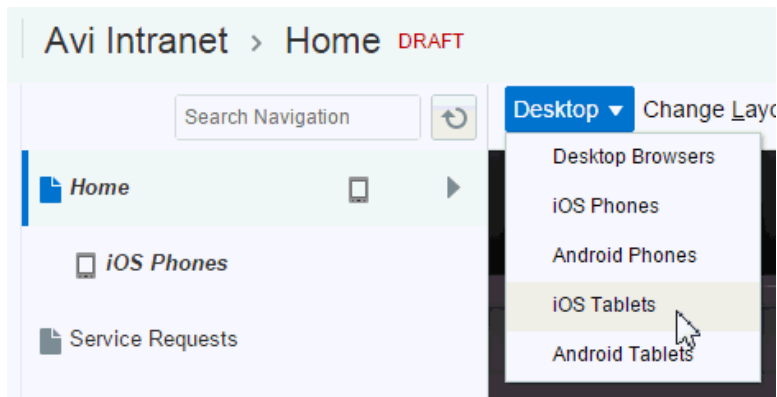 Avi Intranet › Home DRAFT
Search Navigation
Desktop ▼ Change
Home
iOS Phones
Service Requests
Desktop Browsers
iOS Phones
Android Phones
iOS Tablets
Android Tablets